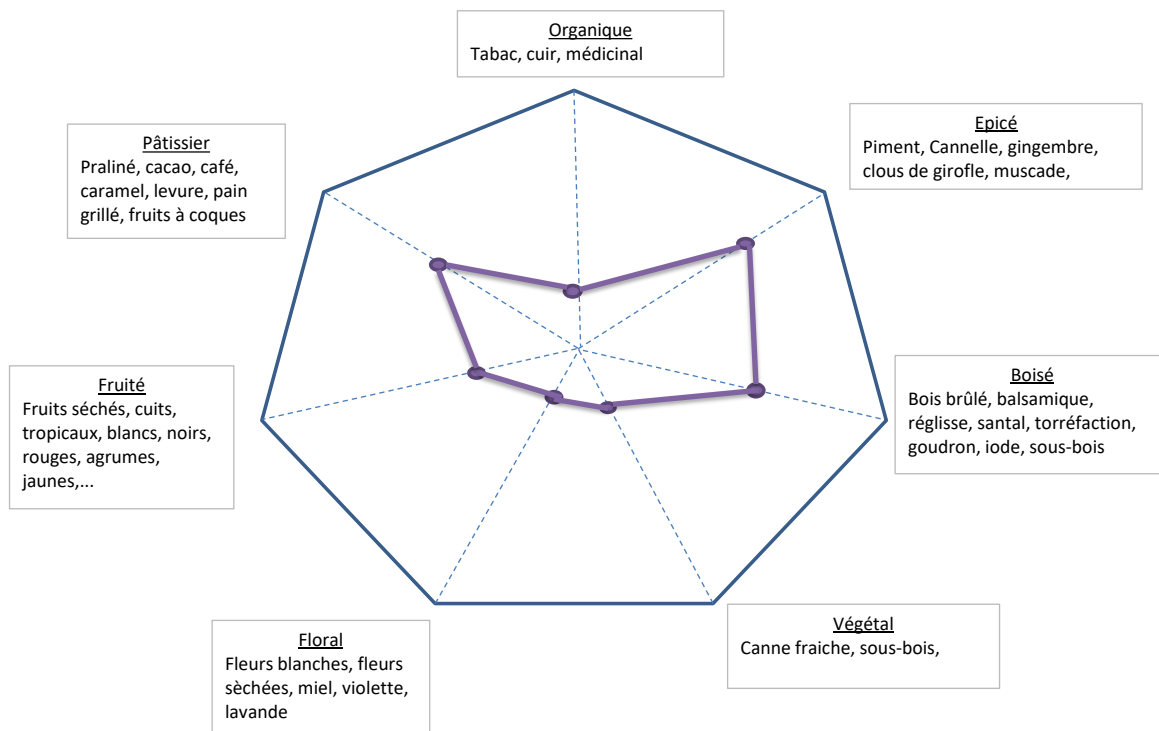 Organique
Tabac, cuir, médicinal
Epicé
Piment, Cannelle, gingembre,
clous de girofle, muscade,
Pâtissier
Praliné, cacao, café,
caramel, levure, pain
grillé, fruits à coques
Boisé
Bois brûlé, balsamique,
réglisse, santal, torréfaction,
goudron, iode, sous-bois
Fruité
Fruits séchés, cuits,
tropicaux, blancs, noirs,
rouges, agrumes,
jaunes,...
Végétal
Canne fraiche, sous-bois,
Floral
Fleurs blanches, fleurs
sèchées, miel, violette,
lavande